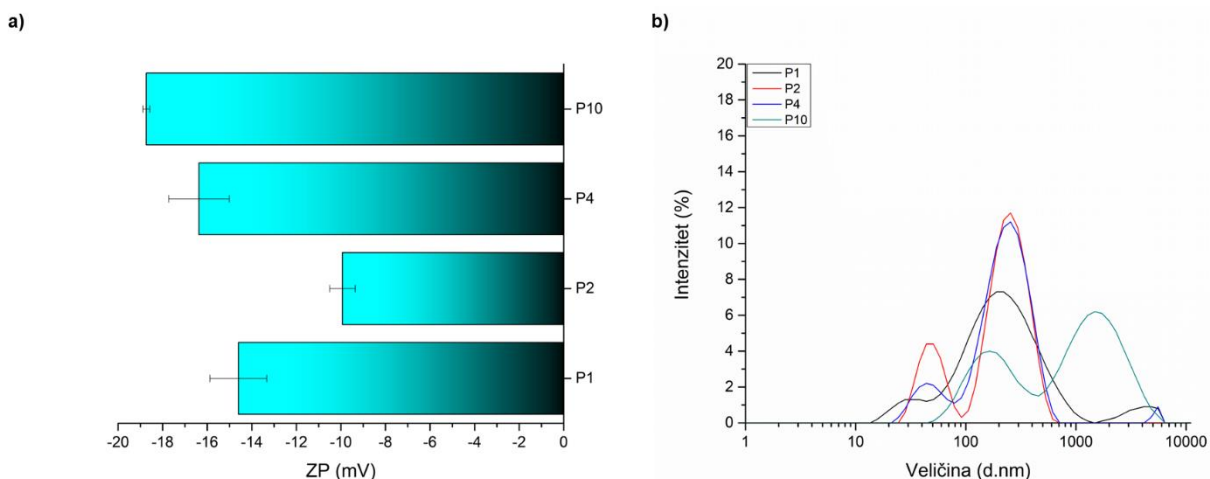 a)
P10
P4
P2
P1
-20 -18 -16 -14 -12 -10 -8 -6 -4 -2 0
ZP (mV)
b)
20
18
16
14
12
10
8
6
4
2
0
Intenzitet (%)
P1
P2
P4
P10
1 10 100 1000 10000
Veličina (d.nm)